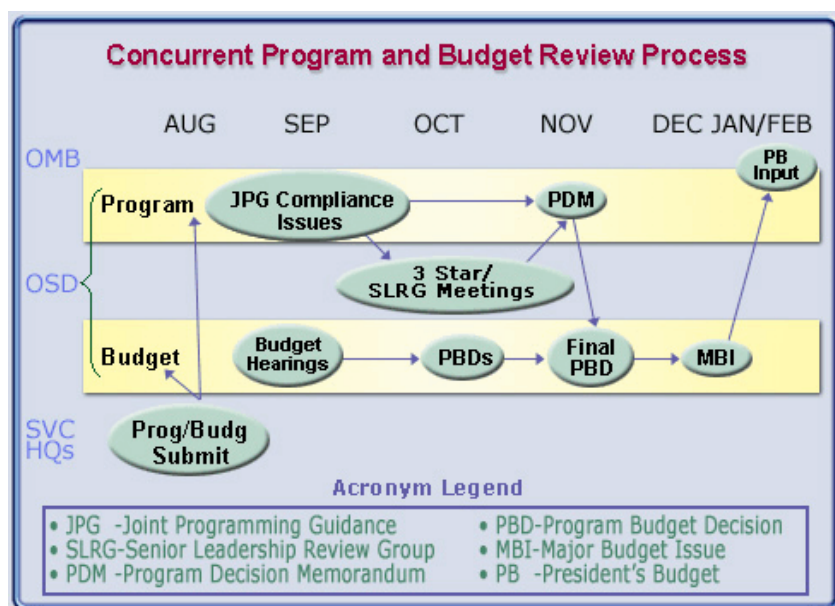 Concurrent Program and Budget Review Process
AUG SEP OCT NOV DEC JAN/FEB
OMB
PB
Input
Program
JPG Compliance
Issues
PDM
OSD
3 Star/
SLRG Meetings
Budget
Budget
Hearings
PBDs
Final
PBD
MBI
SVC
HQs
Prog/Budg
Submit
Acronym Legend
• JPG -Joint Programming Guidance
• SLRG-Senior Leadership Review Group
• PDM -Program Decision Memorandum
• PBD-Program Budget Decision
• MBI-Major Budget Issue
• PB -President's Budget